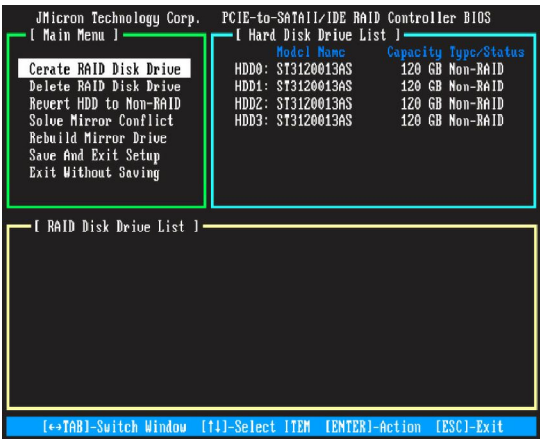 JMicron Technology Corp. PCIE-to-SATAII/IDE RAID Controller BIOS
[ Main Menu ]
Cerate RAID Disk Drive
Delete RAID Disk Drive
Revert HDD to Non-RAID
Solve Mirror Conflict
Rebuild Mirror Drive
Save And Exit Setup
Exit Without Saving
[ Hard Disk Drive List ]
Model Name Capacity Type/Status
HDD0: ST3120013AS 120 GB Non-RAID
HDD1: ST3120013AS 120 GB Non-RAID
HDD2: ST3120013AS 120 GB Non-RAID
HDD3: ST3120013AS 120 GB Non-RAID
[ RAID Disk Drive List ]
[↔TAB]-Switch Window [↑↓]-Select ITEM [ENTER]-Action [ESC]-Exit